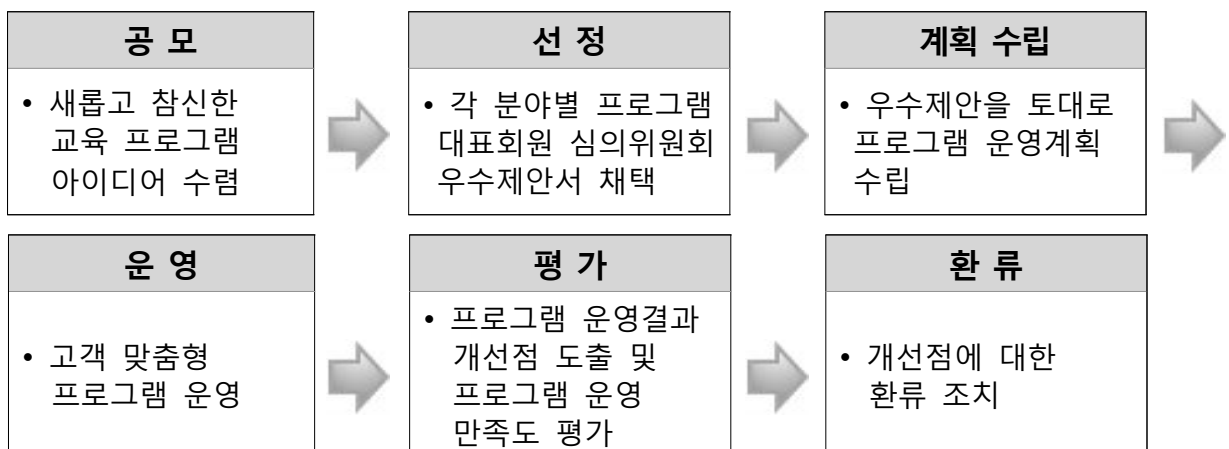 공 모
• 새롭고 참신한
교육 프로그램
아이디어 수렴
선 정
• 각 분야별 프로그램
대표회원 심의위원회
우수제안서 채택
계획 수립
• 우수제안을 토대로
프로그램 운영계획
수립
운 영
• 고객 맞춤형
프로그램 운영
평 가
• 프로그램 운영결과
개선점 도출 및
프로그램 운영
만족도 평가
환 류
• 개선점에 대한
환류 조치